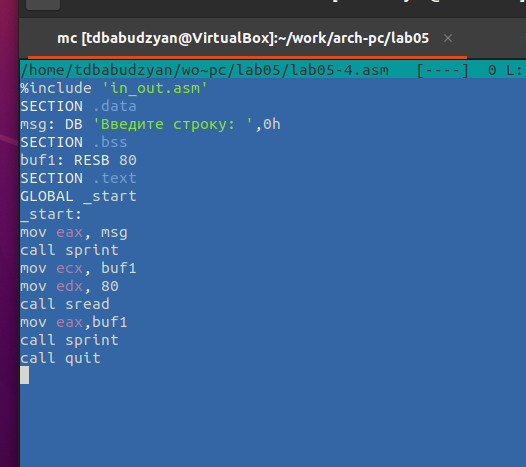 mc [tdbabudzyan@VirtualBox]:~/work/arch-pc/lab05 ×
/home/tdbabudzyan/wo~pc/lab05/lab05-4.asm [----] 0 L:
%include 'in_out.asm'
SECTION .data
msg: DB 'Введите строку: ',0h
SECTION .bss
buf1: RESB 80
SECTION .text
GLOBAL _start
_start:
mov eax, msg
call sprint
mov ecx, buf1
mov edx, 80
call sread
mov eax,buf1
call sprint
call quit